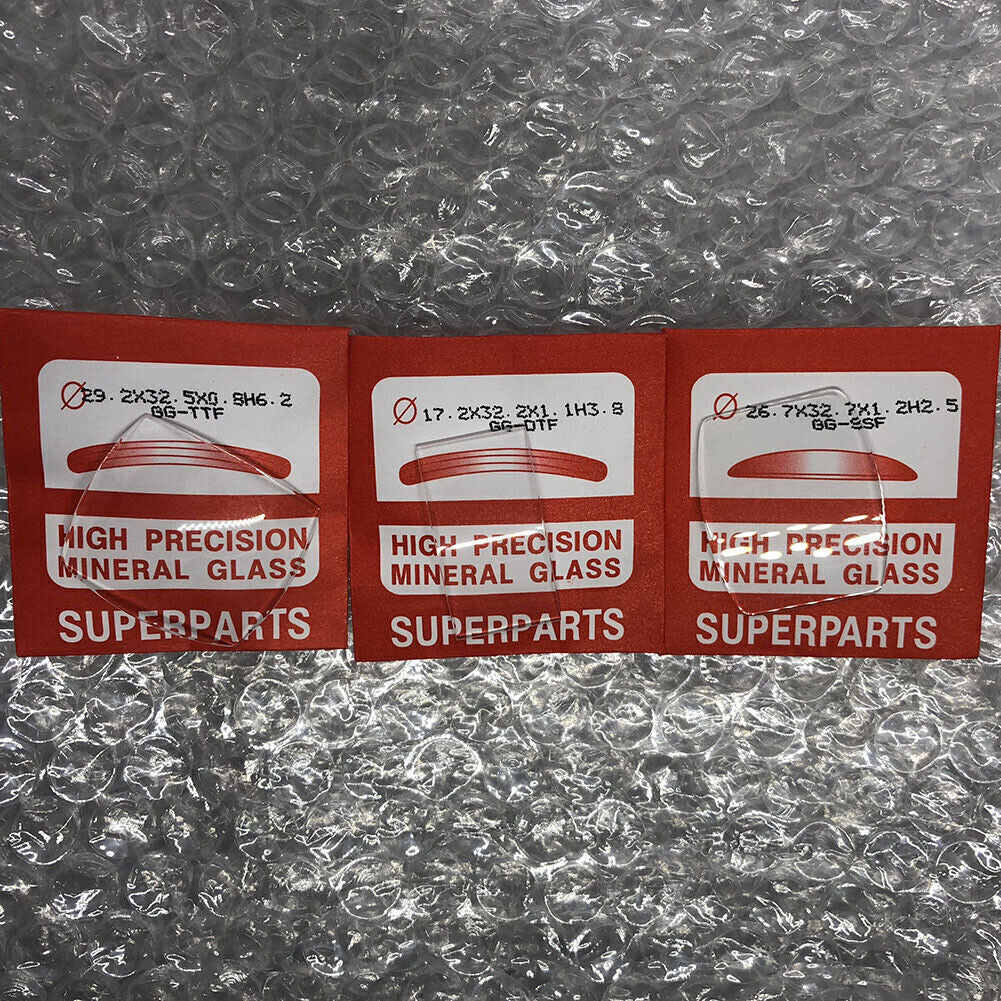 Ø29.2X32.5X0.8H6.2
GG-TTF
HIGH PRECISION
MINERAL GLASS
SUPERPARTS
Ø17.2X32.2X1.1H3.8
GG-DTF
HIGH PRECISION
MINERAL GLASS
SUPERPARTS
Ø26.7X32.7X1.2H2.5
GG-SSF
HIGH PRECISION
MINERAL GLASS
SUPERPARTS